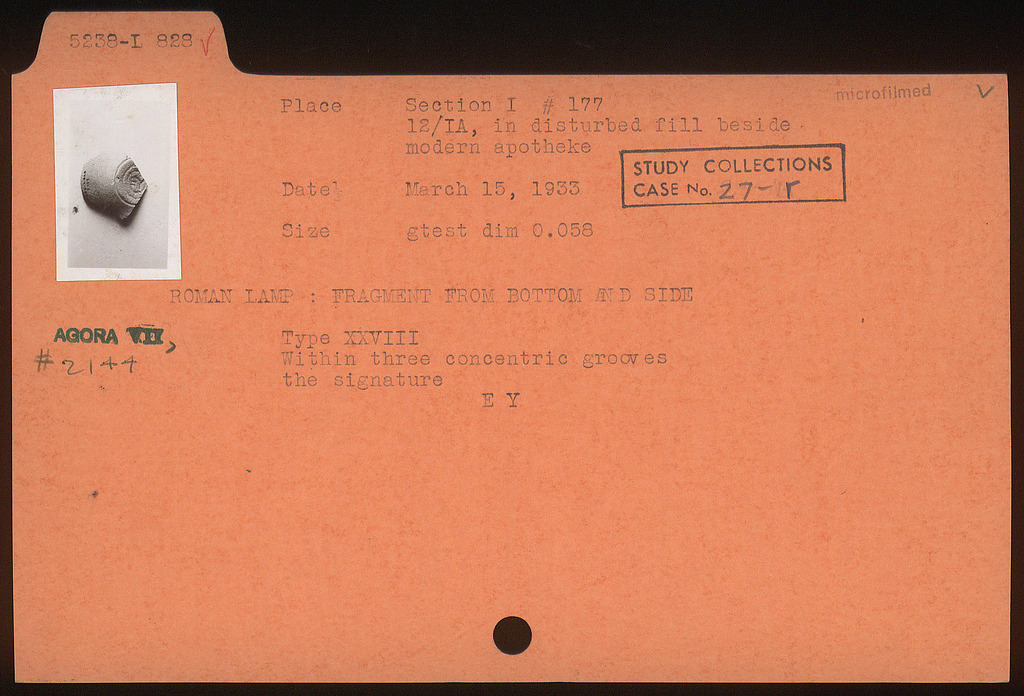 5238-I 828 ✓
microfilmed ✓
Place Section I # 177
12/IA, in disturbed fill beside
modern apotheke
STUDY COLLECTIONS
CASE No. 27-r
Date March 15, 1933
Size gtest dim 0.058
ROMAN LAMP : FRAGMENT FROM BOTTOM AND SIDE
AGORA VII,
# 2144
Type XXVIII
Within three concentric grooves
the signature
E Y